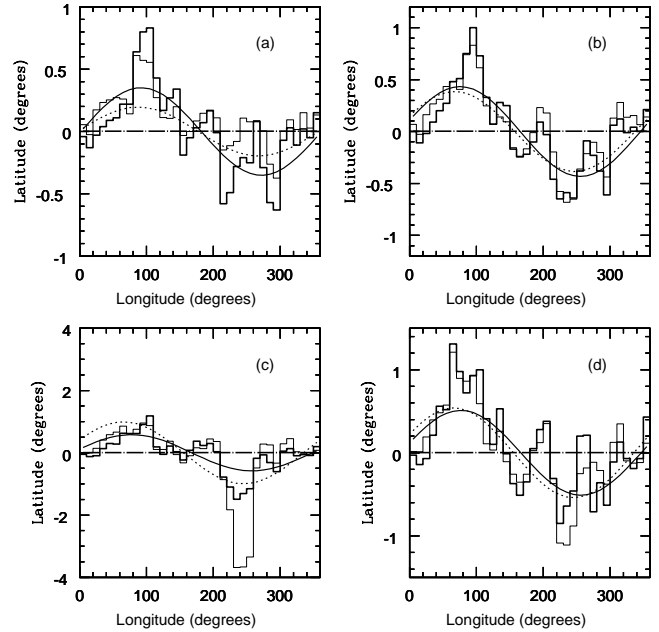 1
0.5
0
-0.5
-1
Latitude (degrees)
(a)
0 100 200 300
Longitude (degrees)
1
0.5
0
-0.5
-1
Latitude (degrees)
(b)
0 100 200 300
Longitude (degrees)
4
2
0
-2
-4
Latitude (degrees)
(c)
0 100 200 300
Longitude (degrees)
1
0
-1
Latitude (degrees)
(d)
0 100 200 300
Longitude (degrees)